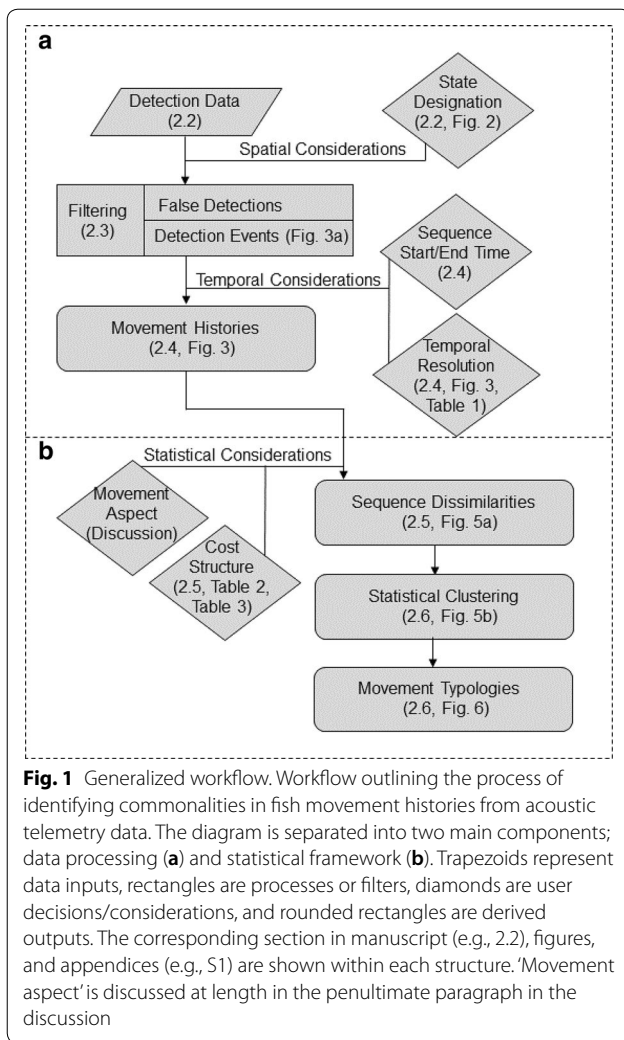 a
Detection Data
(2.2)
State
Designation
(2.2, Fig. 2)
Spatial Considerations
Filtering
(2.3)
False Detections
Detection Events (Fig. 3a)
Sequence
Start/End Time
(2.4)
Temporal Considerations
Movement Histories
(2.4, Fig. 3)
Temporal
Resolution
(2.4, Fig. 3,
Table 1)
b
Statistical Considerations
Movement
Aspect
(Discussion)
Cost
Structure
(2.5, Table 2,
Table 3)
Sequence Dissimilarities
(2.5, Fig. 5a)
Statistical Clustering
(2.6, Fig. 5b)
Movement Typologies
(2.6, Fig. 6)
Fig. 1 Generalized workflow. Workflow outlining the process of
identifying commonalities in fish movement histories from acoustic
telemetry data. The diagram is separated into two main components;
data processing (a) and statistical framework (b). Trapezoids represent
data inputs, rectangles are processes or filters, diamonds are user
decisions/considerations, and rounded rectangles are derived
outputs. The corresponding section in manuscript (e.g., 2.2), figures,
and appendices (e.g., S1) are shown within each structure. ‘Movement
aspect’ is discussed at length in the penultimate paragraph in the
discussion